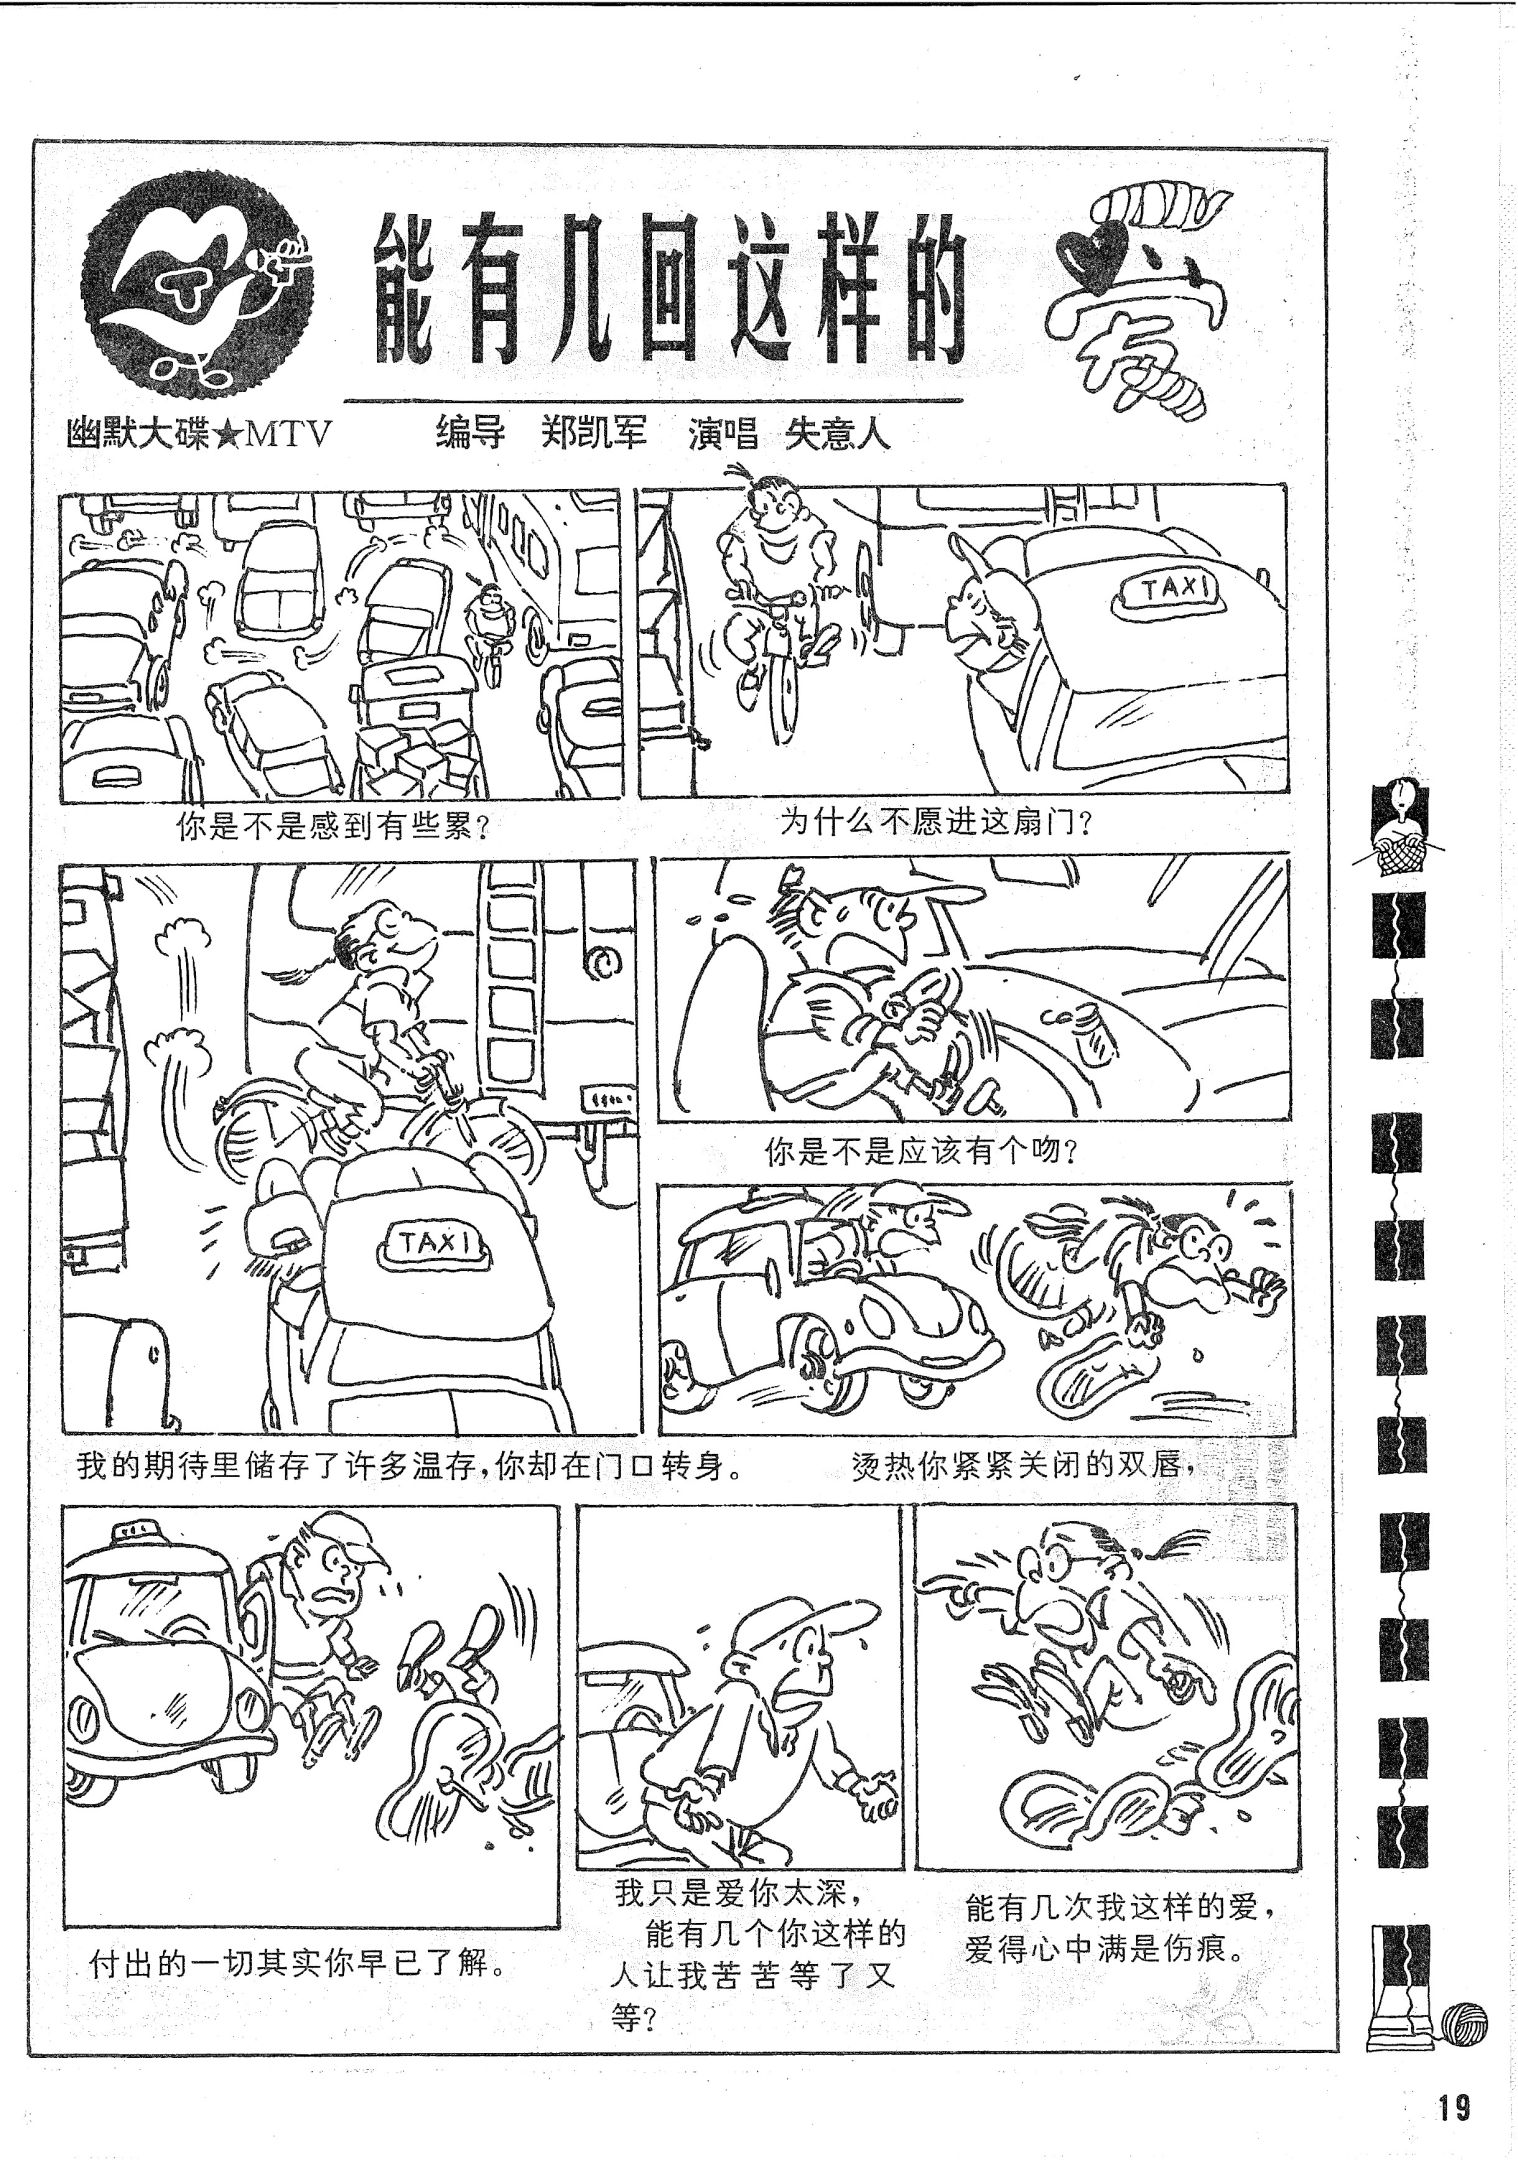 能有几回这样的爱
幽默大碟★MTV 编导 郑凯军 演唱 失意人
TAXI
你是不是感到有些累?
为什么不愿进这扇门?
TAXI
你是不是应该有个吻?
我的期待里储存了许多温存,你却在门口转身。
烫热你紧紧关闭的双唇,
付出的一切其实你早已了解。
我只是爱你太深,
能有几个你这样的
人让我苦苦等了又
等?
能有几次我这样的爱,
爱得心中满是伤痕。
19